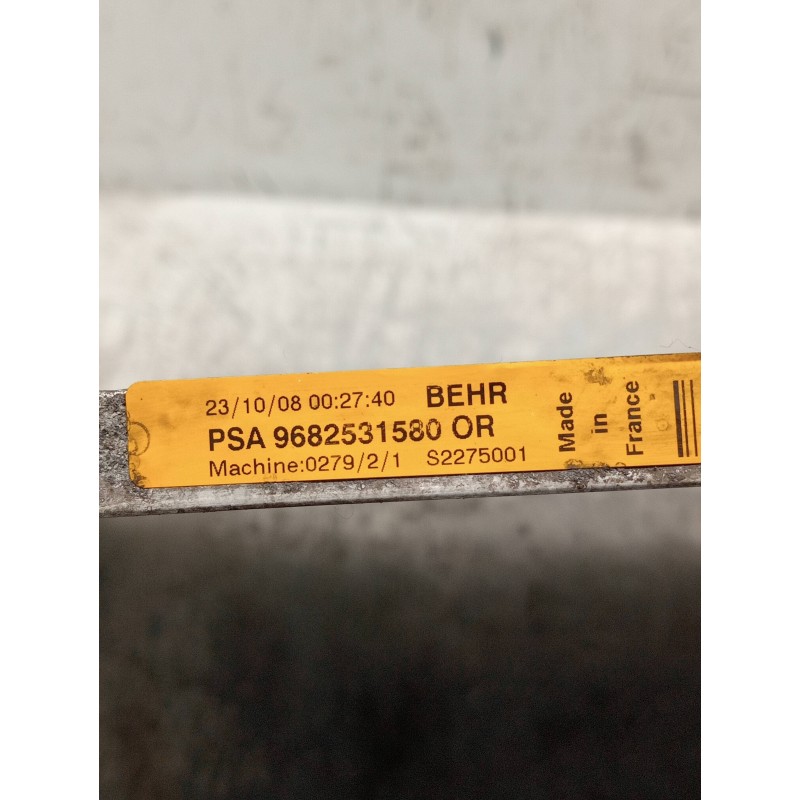 23/10/08 00:27:40 BEHR
PSA 9682531580 OR
Machine:0279/2/1 S2275001
Made
in
France